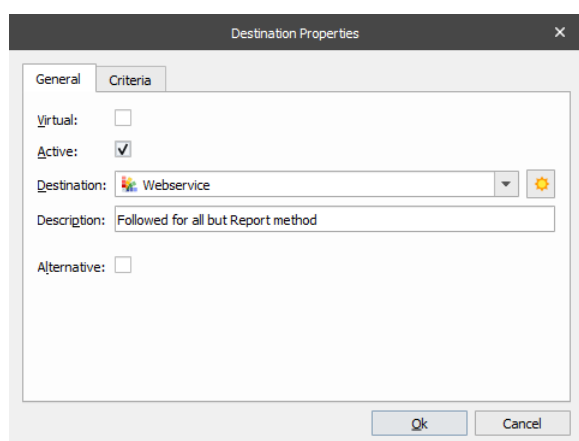 Destination Properties
General Criteria
Virtual:
Active:
Destination: Webservice
Description: Followed for all but Report method
Alternative:
Ok Cancel